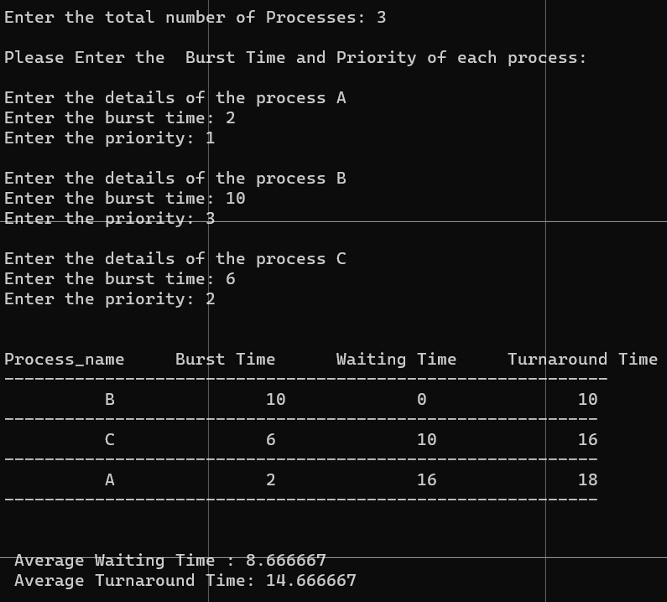 Enter the total number of Processes: 3
Please Enter the  Burst Time and Priority of each process:
Enter the details of the process A
Enter the burst time: 2
Enter the priority: 1
Enter the details of the process B
Enter the burst time: 10
Enter the priority: 3
Enter the details of the process C
Enter the burst time: 6
Enter the priority: 2
Process_name     Burst Time      Waiting Time     Turnaround Time
------------------------------------------------------------
          B               10             0               10
-----------------------------------------------------------
          C               6              10              16
-----------------------------------------------------------
          A               2              16              18
-----------------------------------------------------------
 Average Waiting Time : 8.666667
 Average Turnaround Time: 14.666667